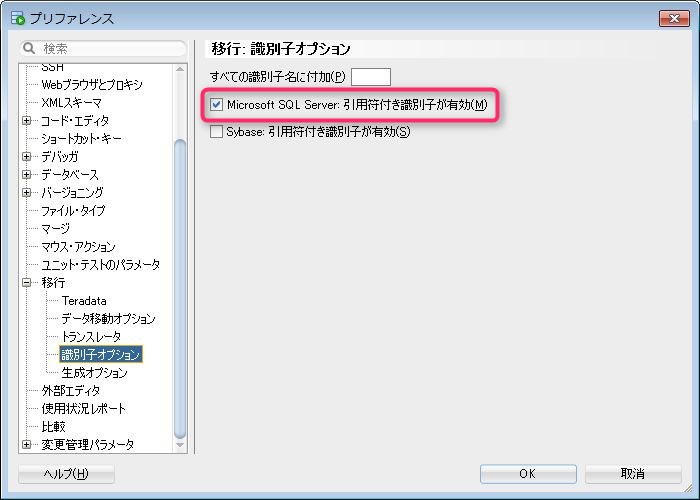 プリファレンス
検索
移行: 識別子オプション
SSH
Webブラウザとプロキシ
XMLスキーマ
コード・エディタ
ショートカット・キー
デバッガ
データベース
バージョニング
ファイル・タイプ
マージ
マウス・アクション
ユニット・テストのパラメータ
移行
Teradata
データ移動オプション
トランスレータ
識別子オプション
生成オプション
外部エディタ
使用状況レポート
比較
変更管理パラメータ
すべての識別子名に付加(P)
Microsoft SQL Server: 引用符付き識別子が有効(M)
Sybase: 引用符付き識別子が有効(S)
ヘルプ(H)
OK
取消